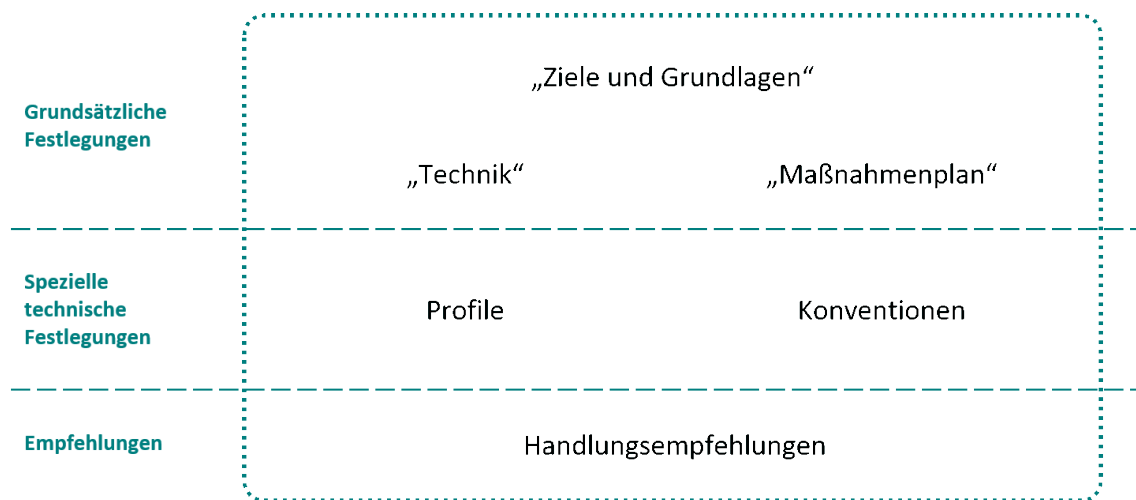 „Ziele und Grundlagen“
Grundsätzliche
Festlegungen
„Technik“ „Maßnahmenplan“
Spezielle
technische
Festlegungen
Profile Konventionen
Empfehlungen
Handlungsempfehlungen